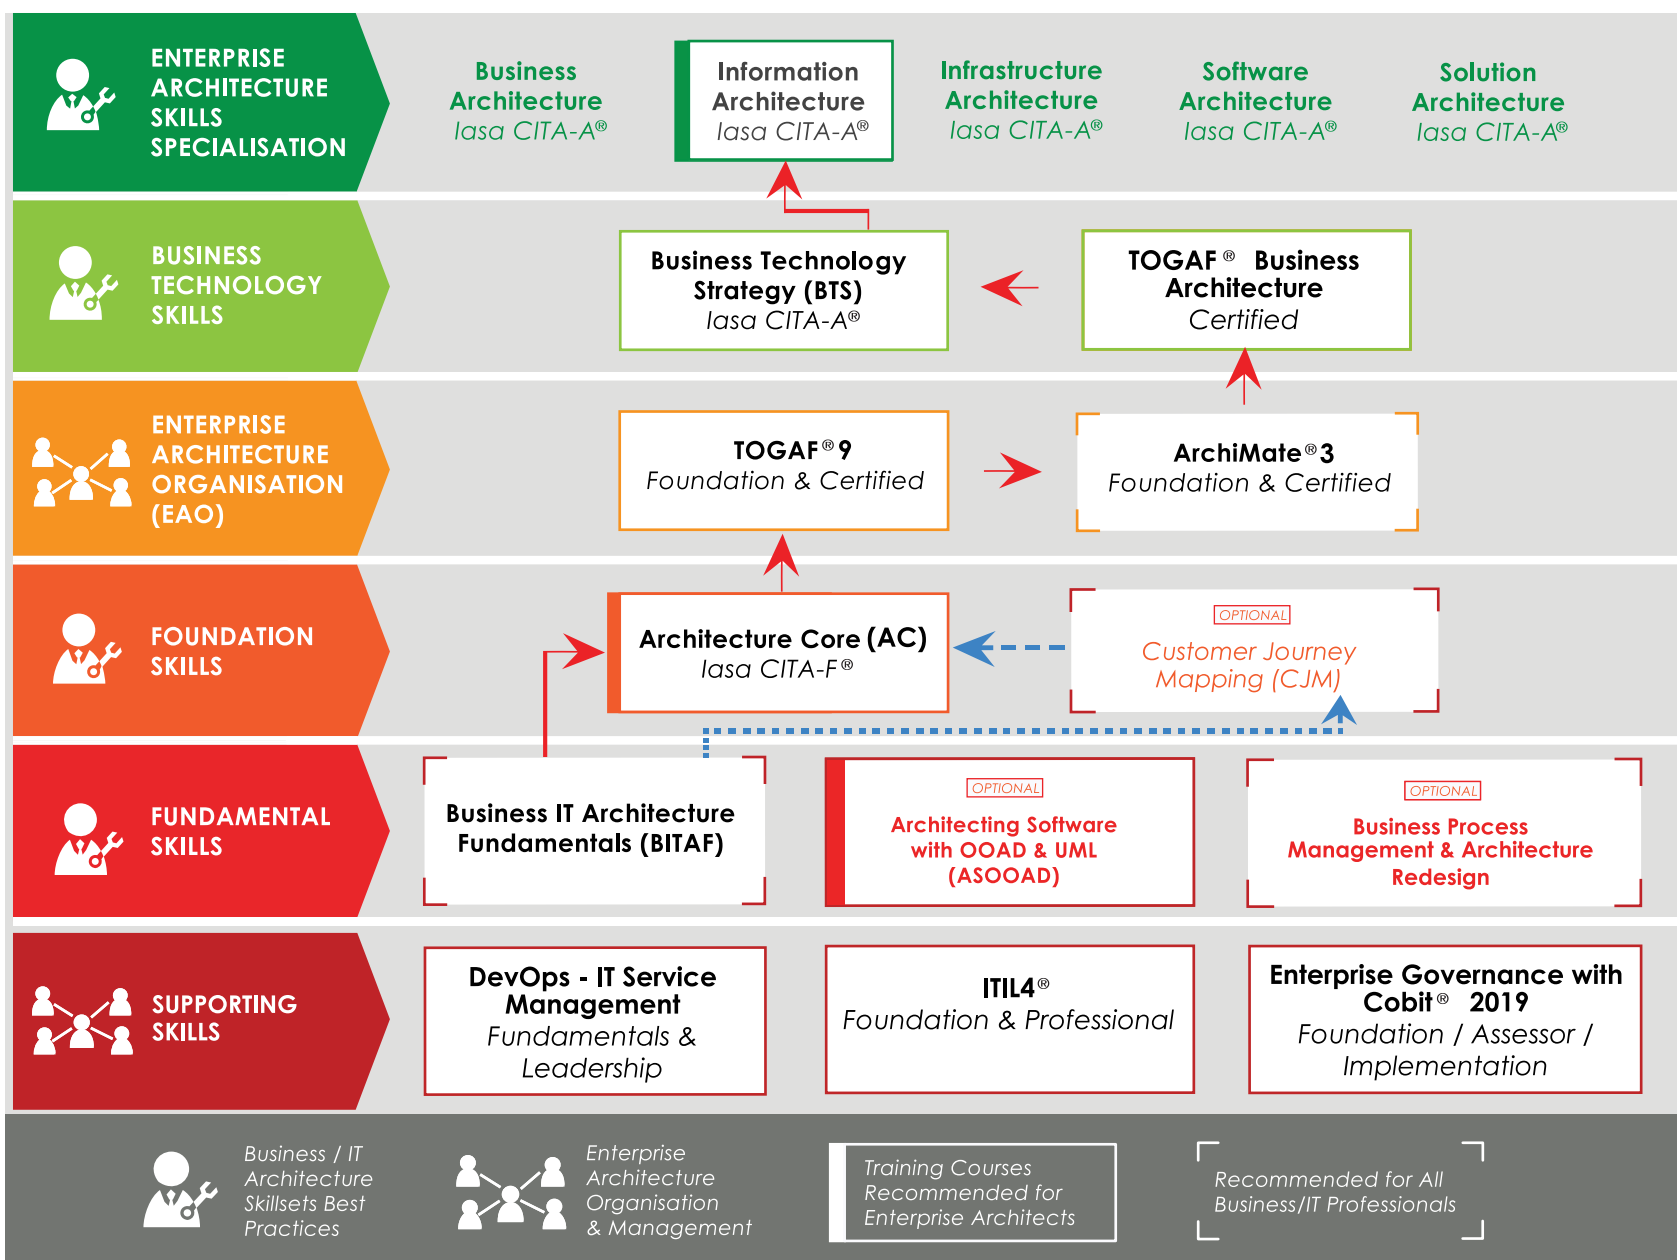 ENTERPRISE
ARCHITECTURE
SKILLS
SPECIALISATION
Business
Architecture
Iasa CITA-A®
Information
Architecture
Iasa CITA-A®
Infrastructure
Architecture
Iasa CITA-A®
Software
Architecture
Iasa CITA-A®
Solution
Architecture
Iasa CITA-A®
BUSINESS
TECHNOLOGY
SKILLS
Business Technology
Strategy (BTS)
Iasa CITA-A®
TOGAF® Business
Architecture
Certified
ENTERPRISE
ARCHITECTURE
ORGANISATION
(EAO)
TOGAF®9
Foundation & Certified
ArchiMate®3
Foundation & Certified
FOUNDATION
SKILLS
Architecture Core (AC)
Iasa CITA-F®
OPTIONAL
Customer Journey
Mapping (CJM)
FUNDAMENTAL
SKILLS
Business IT Architecture
Fundamentals (BITAF)
OPTIONAL
Architecting Software
with OOAD & UML
(ASOOAD)
OPTIONAL
Business Process
Management & Architecture
Redesign
SUPPORTING
SKILLS
DevOps - IT Service
Management
Fundamentals &
Leadership
ITIL4®
Foundation & Professional
Enterprise Governance with
Cobit® 2019
Foundation / Assessor /
Implementation
Business / IT
Architecture
Skillsets Best
Practices
Enterprise
Architecture
Organisation
& Management
Training Courses
Recommended for
Enterprise Architects
Recommended for All
Business/IT Professionals